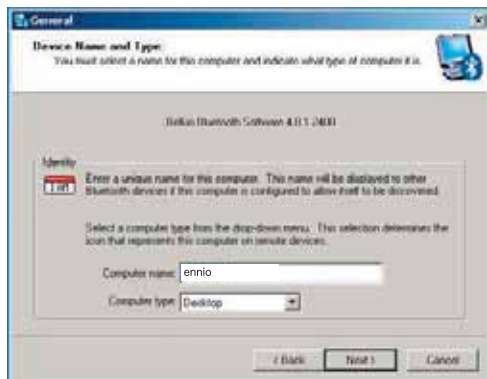 General
Device Name and Type:
You must select a name for this computer and indicate what type of computer it is.
Belkin Bluetooth Software 4.0.1.2400
Identity
Enter a unique name for this computer. This name will be displayed to other
Bluetooth devices if this computer is configured to allow itself to be discovered.
Select a computer type from the drop-down menu. This selection determines the
icon that represents this computer on remote devices.
Computer name: ennio
Computer type: Desktop
< Back Next > Cancel